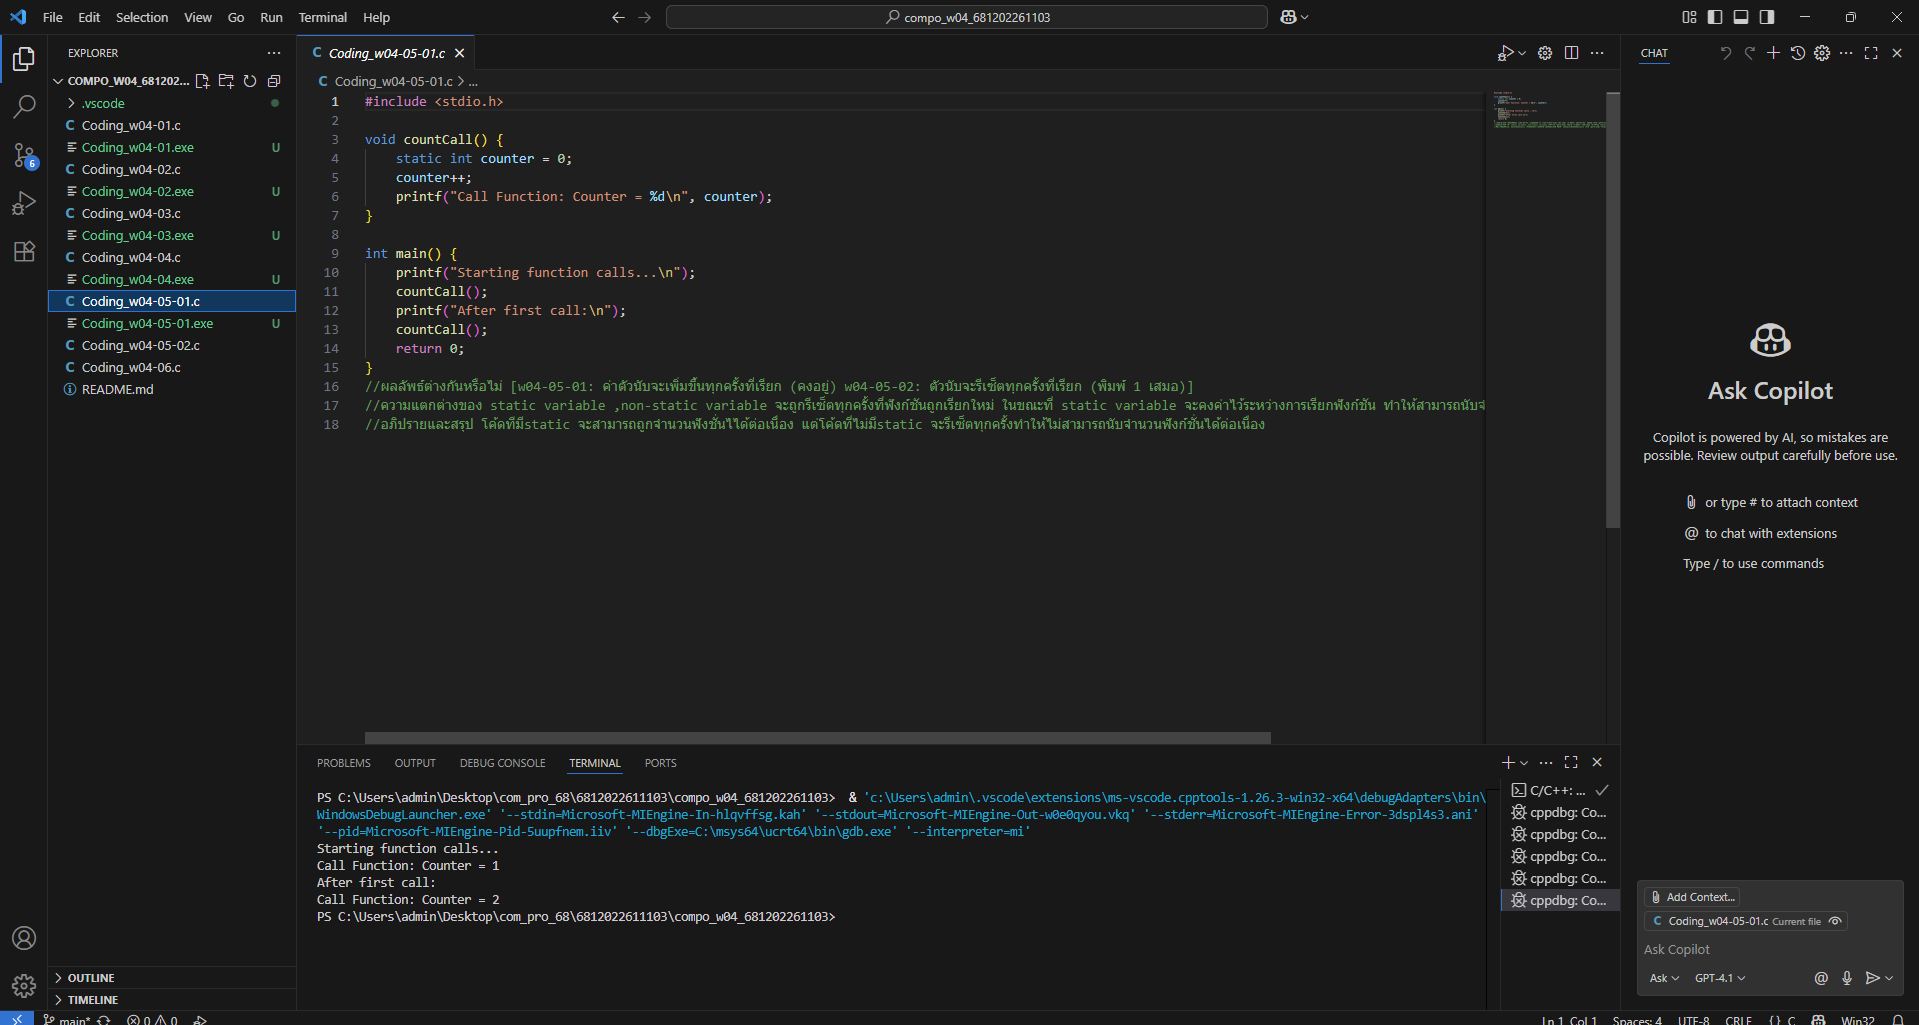 File Edit Selection View Go Run Terminal Help
compo_w04_681202261103
EXPLORER
COMPO_W04_681202...
.vscode
C Coding_w04-01.c
Coding_w04-01.exe U
C Coding_w04-02.c
Coding_w04-02.exe U
C Coding_w04-03.c
Coding_w04-03.exe U
C Coding_w04-04.c
Coding_w04-04.exe U
C Coding_w04-05-01.c
Coding_w04-05-01.exe U
C Coding_w04-05-02.c
C Coding_w04-06.c
README.md
6
OUTLINE
TIMELINE
C Coding_w04-05-01.c
C Coding_w04-05-01.c > ...
1 #include <stdio.h>
2
3 void countCall() {
4 static int counter = 0;
5 counter++;
6 printf("Call Function: Counter = %d\n", counter);
7 }
8
9 int main() {
10 printf("Starting function calls...\n");
11 countCall();
12 printf("After first call:\n");
13 countCall();
14 return 0;
15 }
16 //ผลลัพธ์ต่างกันหรือไม่ [w04-05-01: ค่าตัวนับจะเพิ่มขึ้นทุกครั้งที่เรียก (คงอยู่) w04-05-02: ตัวนับจะรีเซ็ตทุกครั้งที่เรียก (พิมพ์ 1 เสมอ)]
17 //ความแตกต่างของ static variable ,non-static variable จะถูกรีเซ็ตทุกครั้งที่ฟังก์ชันถูกเรียกใหม่ ในขณะที่ static variable จะคงค่าไว้ระหว่างการเรียกฟังก์ชัน ทำให้สามารถนับจ
18 //อภิปรายและสรุป โค้ดที่มีstatic จะสามารถถูกจำนวนฟังชั่นไได้ต่อเนื่อง แต่โค้ดที่ไม่มีstatic จะรีเซ็ตทุกครั้งทำให้ไม่สามารถนับจำนวนฟังก์ชั่นได้ต่อเนื่อง
PROBLEMS OUTPUT DEBUG CONSOLE TERMINAL PORTS
PS C:\Users\admin\Desktop\com_pro_68\6812022611103\compo_w04_681202261103> & 'c:\Users\admin\.vscode\extensions\ms-vscode.cpptools-1.26.3-win32-x64\debugAdapters\bin\
WindowsDebugLauncher.exe' '--stdin=Microsoft-MIEngine-In-hlqvffsg.kah' '--stdout=Microsoft-MIEngine-Out-w0e0qyou.vkq' '--stderr=Microsoft-MIEngine-Error-3dspl4s3.ani'
'--pid=Microsoft-MIEngine-Pid-5uupfnem.iiv' '--dbgExe=C:\msys64\ucrt64\bin\gdb.exe' '--interpreter=mi'
Starting function calls...
Call Function: Counter = 1
After first call:
Call Function: Counter = 2
PS C:\Users\admin\Desktop\com_pro_68\6812022611103\compo_w04_681202261103>
C/C++: ...
cppdbg: Co...
cppdbg: Co...
cppdbg: Co...
cppdbg: Co...
cppdbg: Co...
CHAT
Ask Copilot
Copilot is powered by AI, so mistakes are
possible. Review output carefully before use.
or type # to attach context
@ to chat with extensions
Type / to use commands
Add Context...
C Coding_w04-05-01.c Current file
Ask Copilot
Ask GPT-4.1
main* 0 0
Ln 1, Col 1 Spaces: 4 UTF-8 CRLF {} C Win32